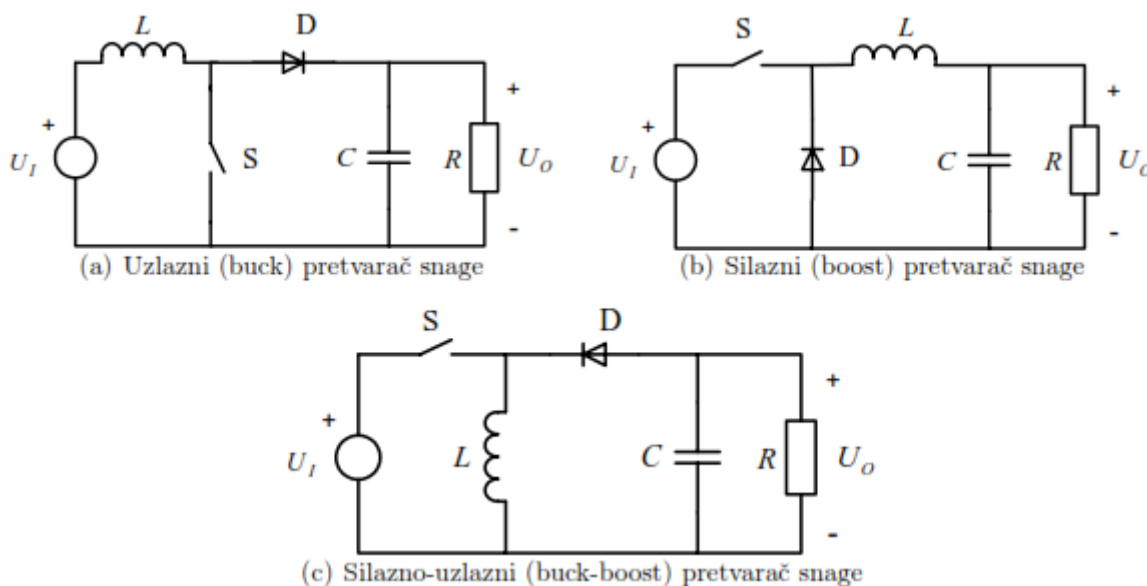 L
D
S
L
+
U_I
S
C
R
+
U_O
-
+
U_I
D
C
R
+
U_O
-
(a) Uzlazni (buck) pretvarač snage
(b) Silazni (boost) pretvarač snage
S
D
+
U_I
L
C
R
+
U_O
-
(c) Silazno-uzlazni (buck-boost) pretvarač snage